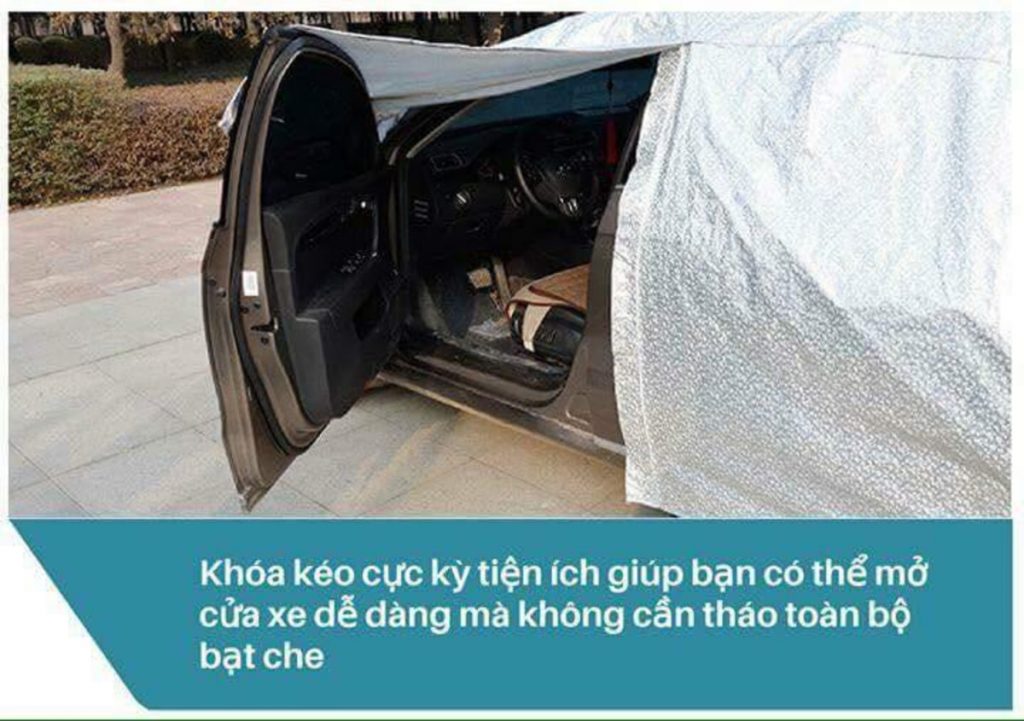 Khóa kéo cực kỳ tiện ích giúp bạn có thể mở
cửa xe dễ dàng mà không cần tháo toàn bộ
bạt che